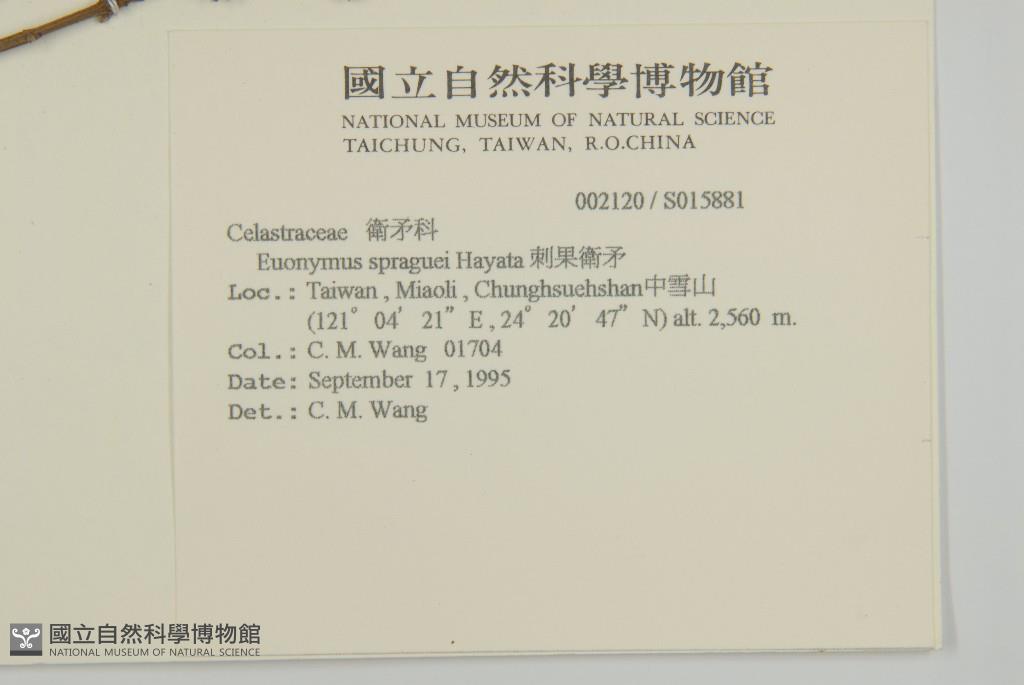 國立自然科學博物館
NATIONAL MUSEUM OF NATURAL SCIENCE
TAICHUNG, TAIWAN, R.O.CHINA
002120 / S015881
Celastraceae 衛矛科
Euonymus spraguei Hayata 刺果衛矛
Loc.: Taiwan , Miaoli , Chunghsuehshan中雪山
(121° 04′ 21″ E , 24° 20′ 47″ N) alt. 2,560 m.
Col.: C. M. Wang 01704
Date: September 17 , 1995
Det.: C. M. Wang
國立自然科學博物館
NATIONAL MUSEUM OF NATURAL SCIENCE